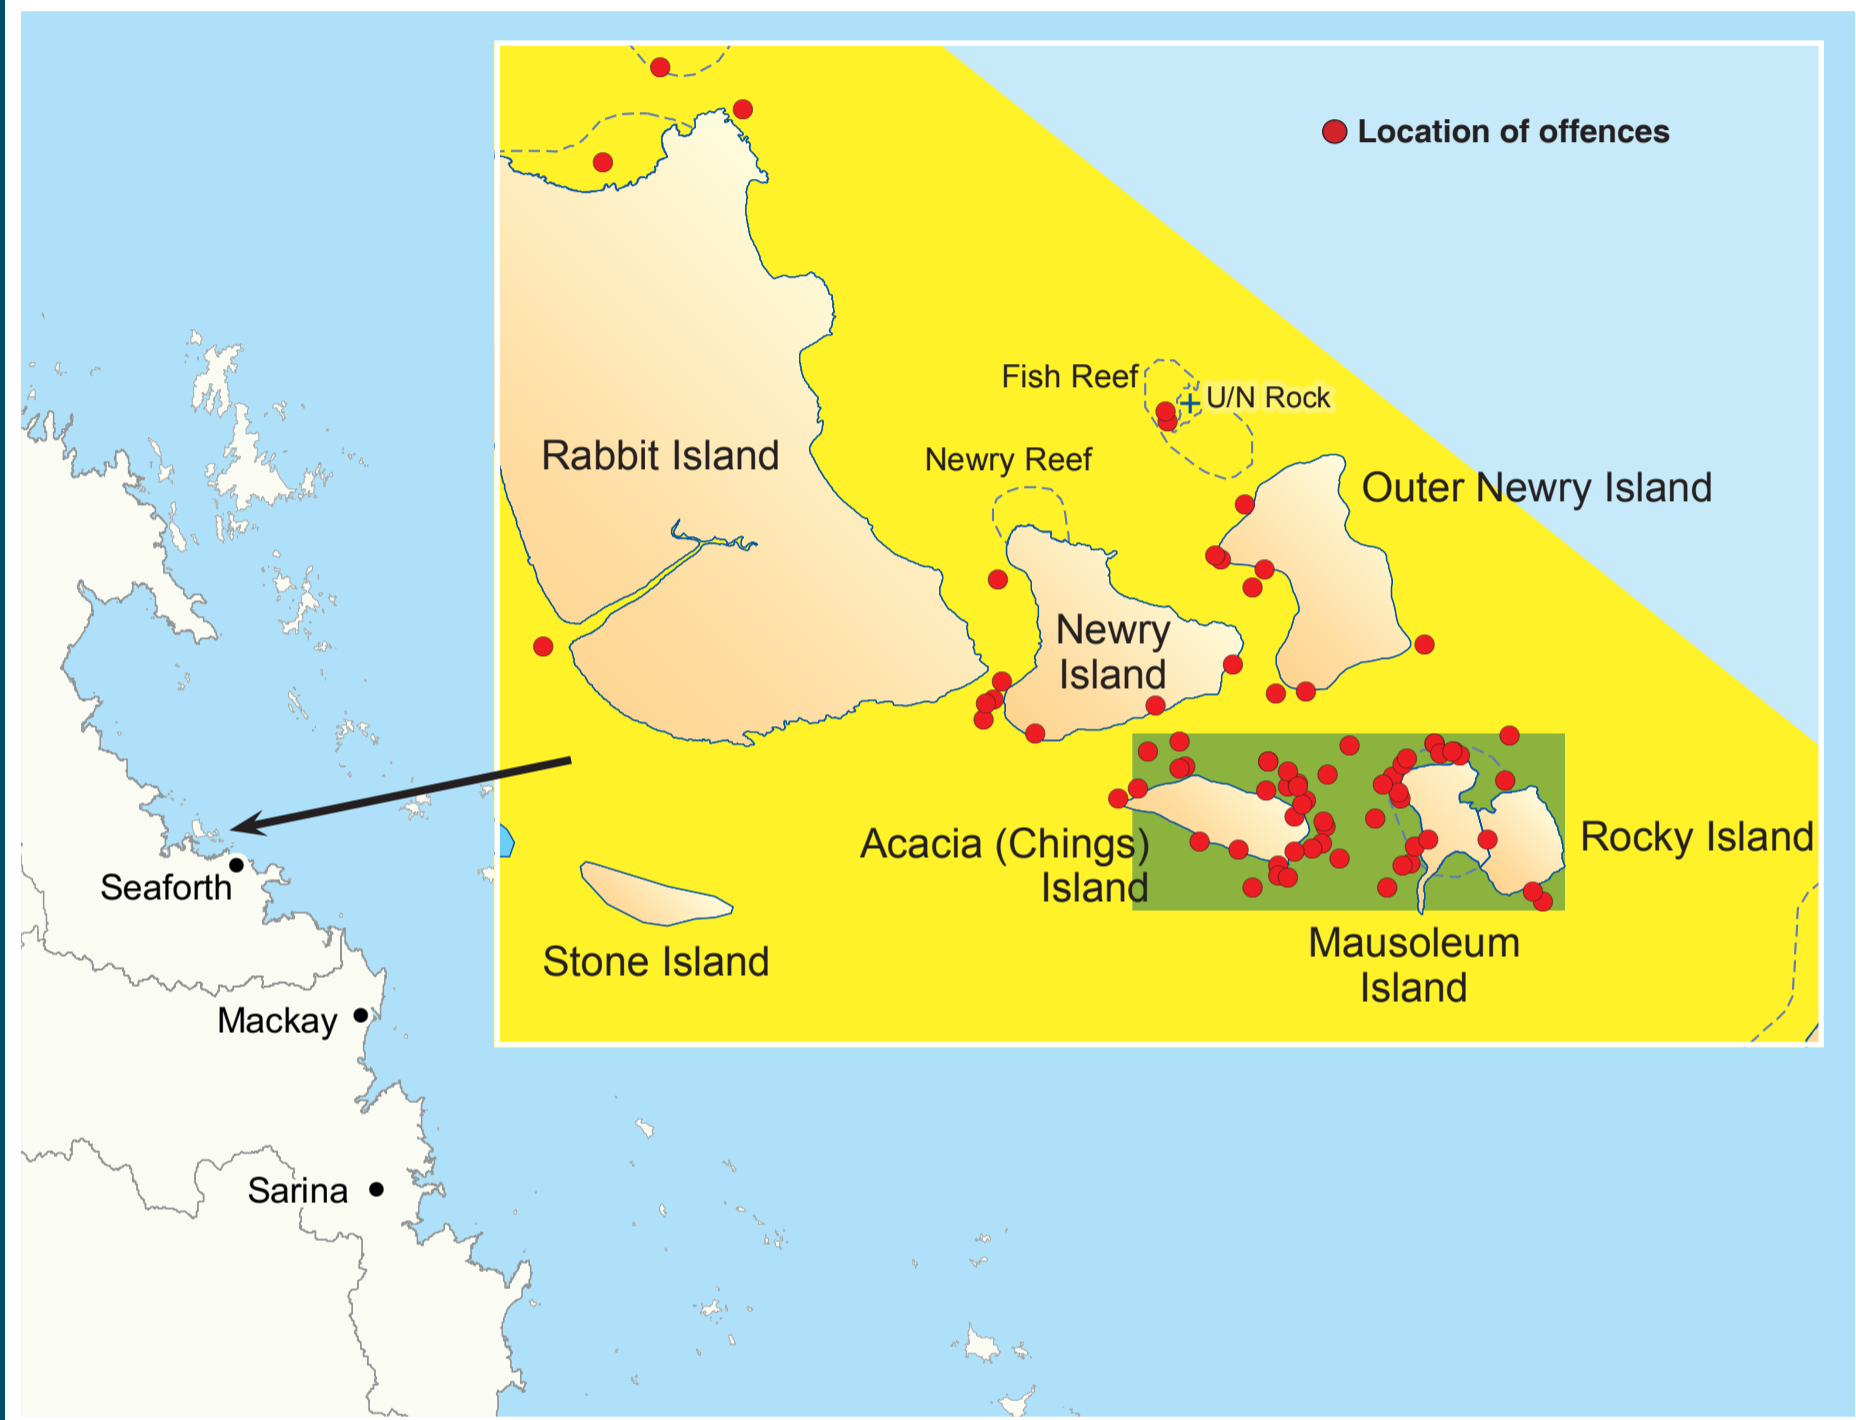 Location of offences
Fish Reef
U/N Rock
Rabbit Island
Newry Reef
Outer Newry Island
Newry
Island
Acacia (Chings)
Island
Rocky Island
Stone Island
Mausoleum
Island
Seaforth
Mackay
Sarina